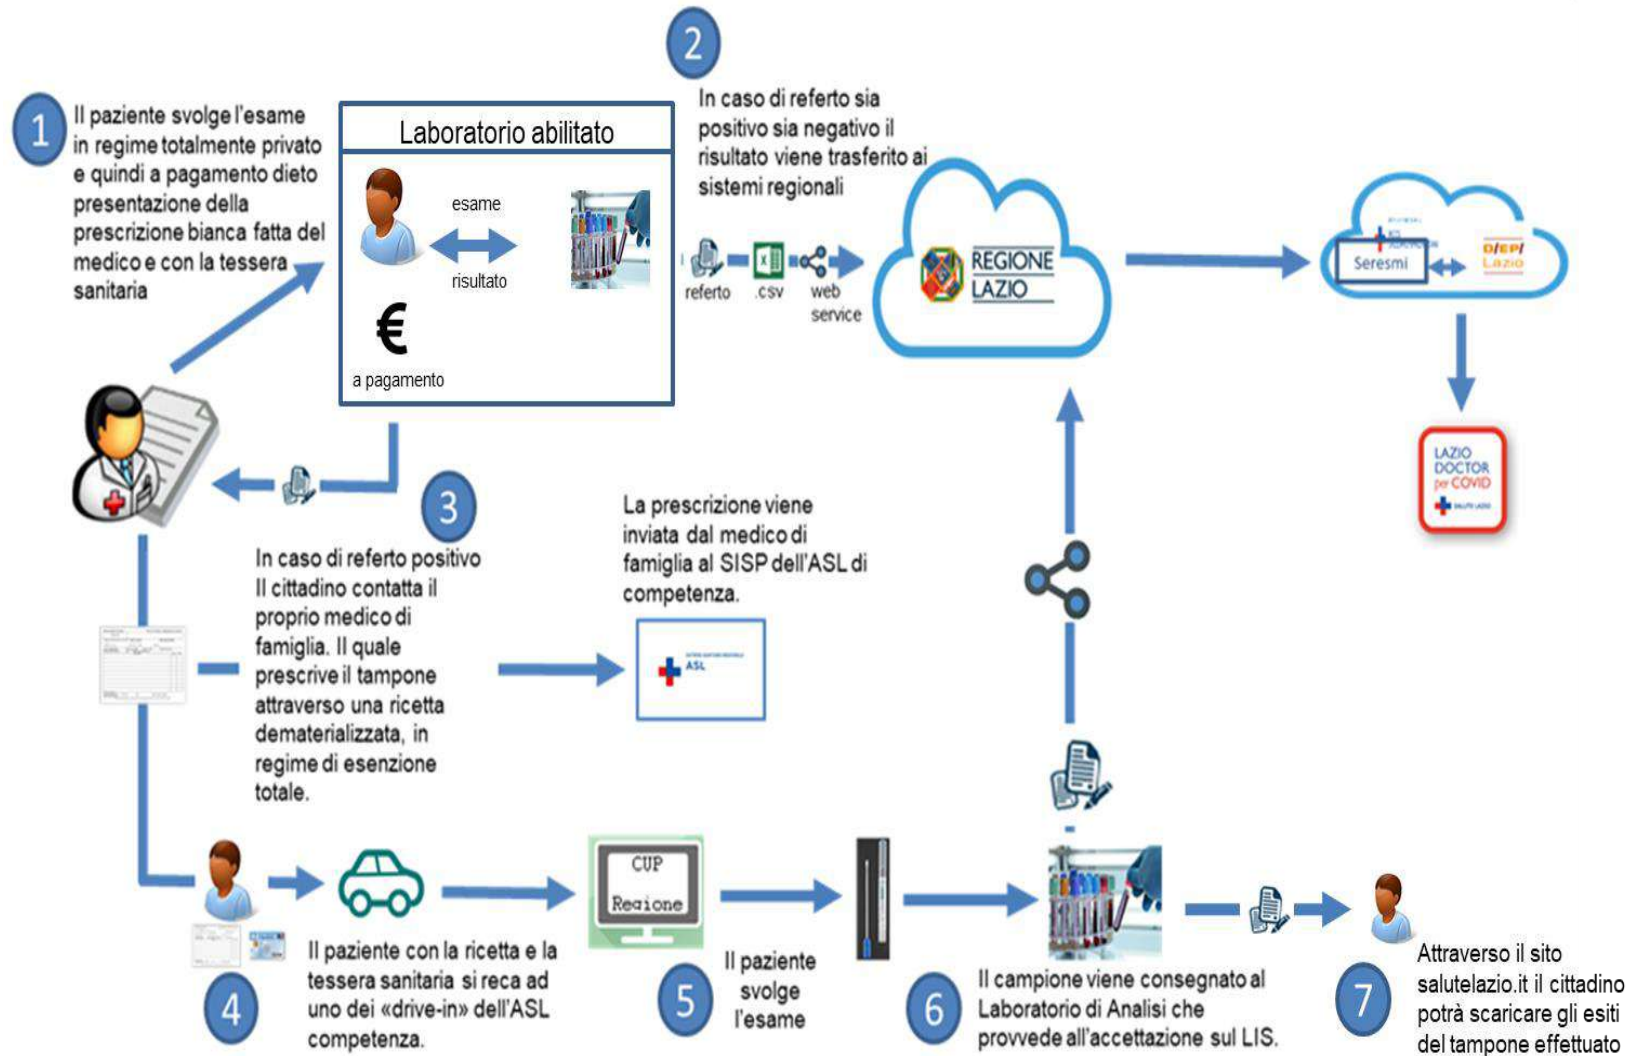 1
Il paziente svolge l'esame
in regime totalmente privato
e quindi a pagamento dieto
presentazione della
prescrizione bianca fatta del
medico e con la tessera
sanitaria
Laboratorio abilitato
esame
risultato
€
a pagamento
2
In caso di referto sia
positivo sia negativo il
risultato viene trasferito ai
sistemi regionali
referto
.csv
web
service
REGIONE
LAZIO
Seresmi
D/EP/
Lazio
LAZIO
DOCTOR
per COVID
SALUTE LAZIO
3
In caso di referto positivo
Il cittadino contatta il
proprio medico di
famiglia. Il quale
prescrive il tampone
attraverso una ricetta
dematerializzata, in
regime di esenzione
totale.
La prescrizione viene
inviata dal medico di
famiglia al SISP dell'ASL di
competenza.
ASL
4
Il paziente con la ricetta e la
tessera sanitaria si reca ad
uno dei «drive-in» dell'ASL
competenza.
CUP
Regione
5
Il paziente
svolge
l'esame
6
Il campione viene consegnato al
Laboratorio di Analisi che
provvede all'accettazione sul LIS.
7
Attraverso il sito
salutelazio.it il cittadino
potrà scaricare gli esiti
del tampone effettuato